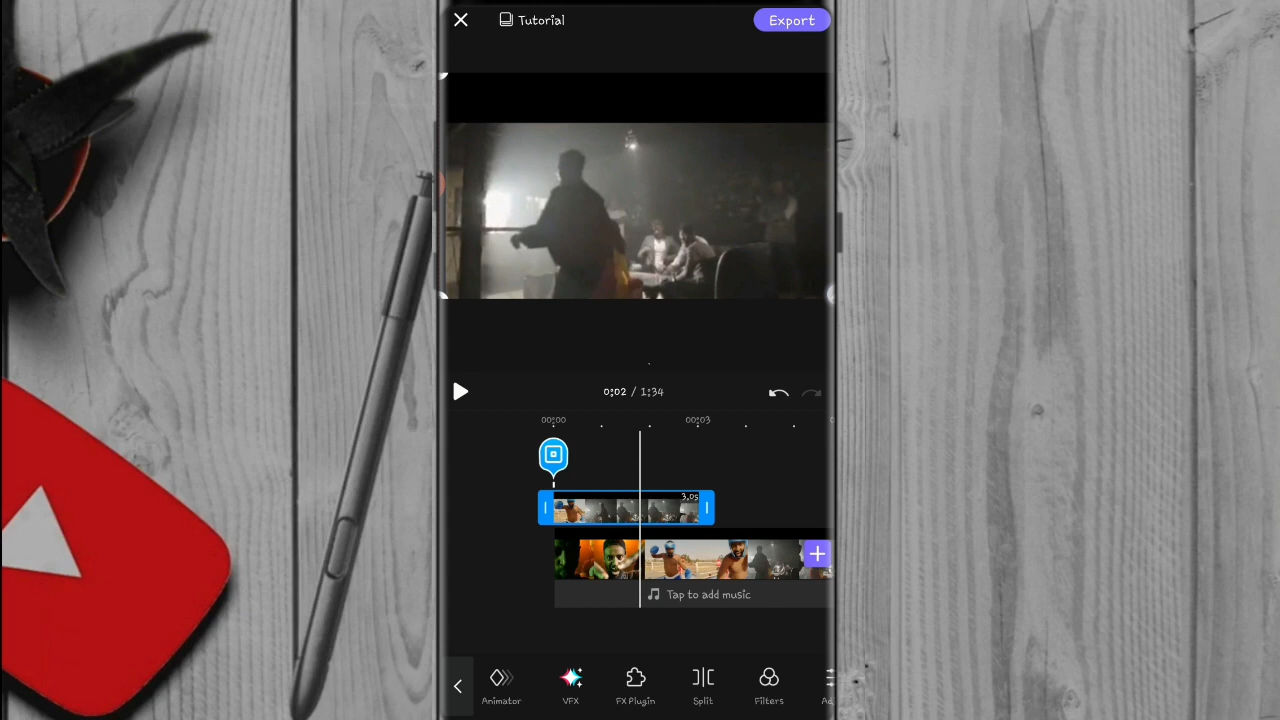 Tutorial
Export
0:02 / 1:34
00:00
00:03
3.0s
Tap to add music
Animator
VFX
FX Plugin
Split
Filters